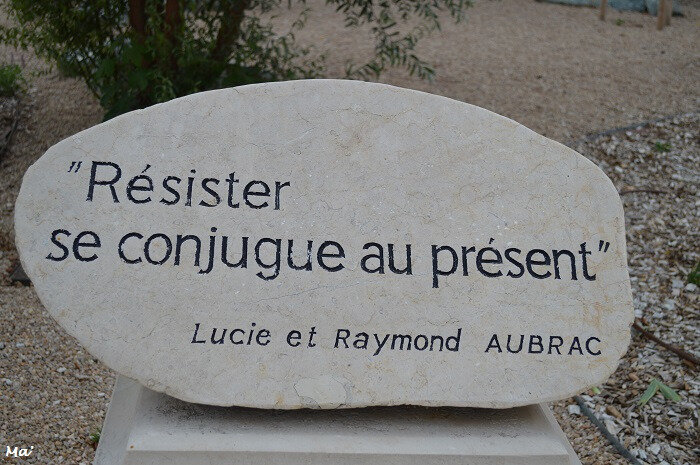 "Résister
se conjugue au présent"
Lucie et Raymond AUBRAC
Mai